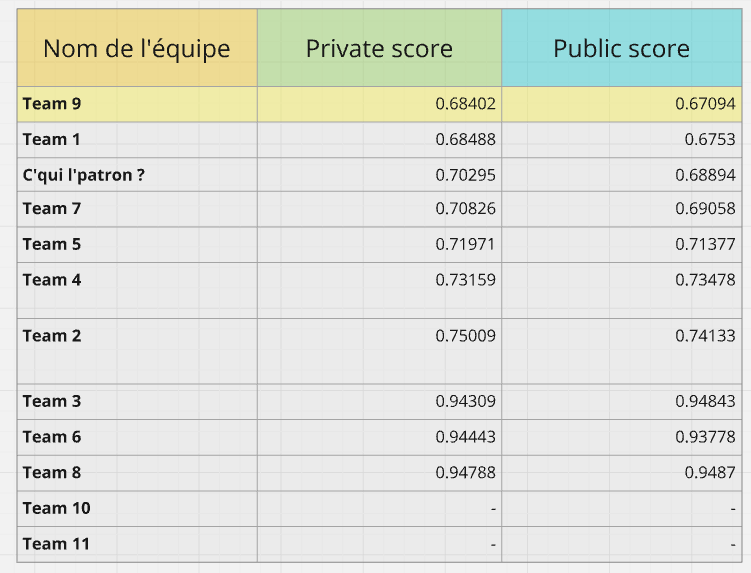 Nom de l'équipe Private score Public score
Team 9 0.68402 0.67094
Team 1 0.68488 0.6753
C'qui l'patron ? 0.70295 0.68894
Team 7 0.70826 0.69058
Team 5 0.71971 0.71377
Team 4 0.73159 0.73478
Team 2 0.75009 0.74133
Team 3 0.94309 0.94843
Team 6 0.94443 0.93778
Team 8 0.94788 0.9487
Team 10 - -
Team 11 - -